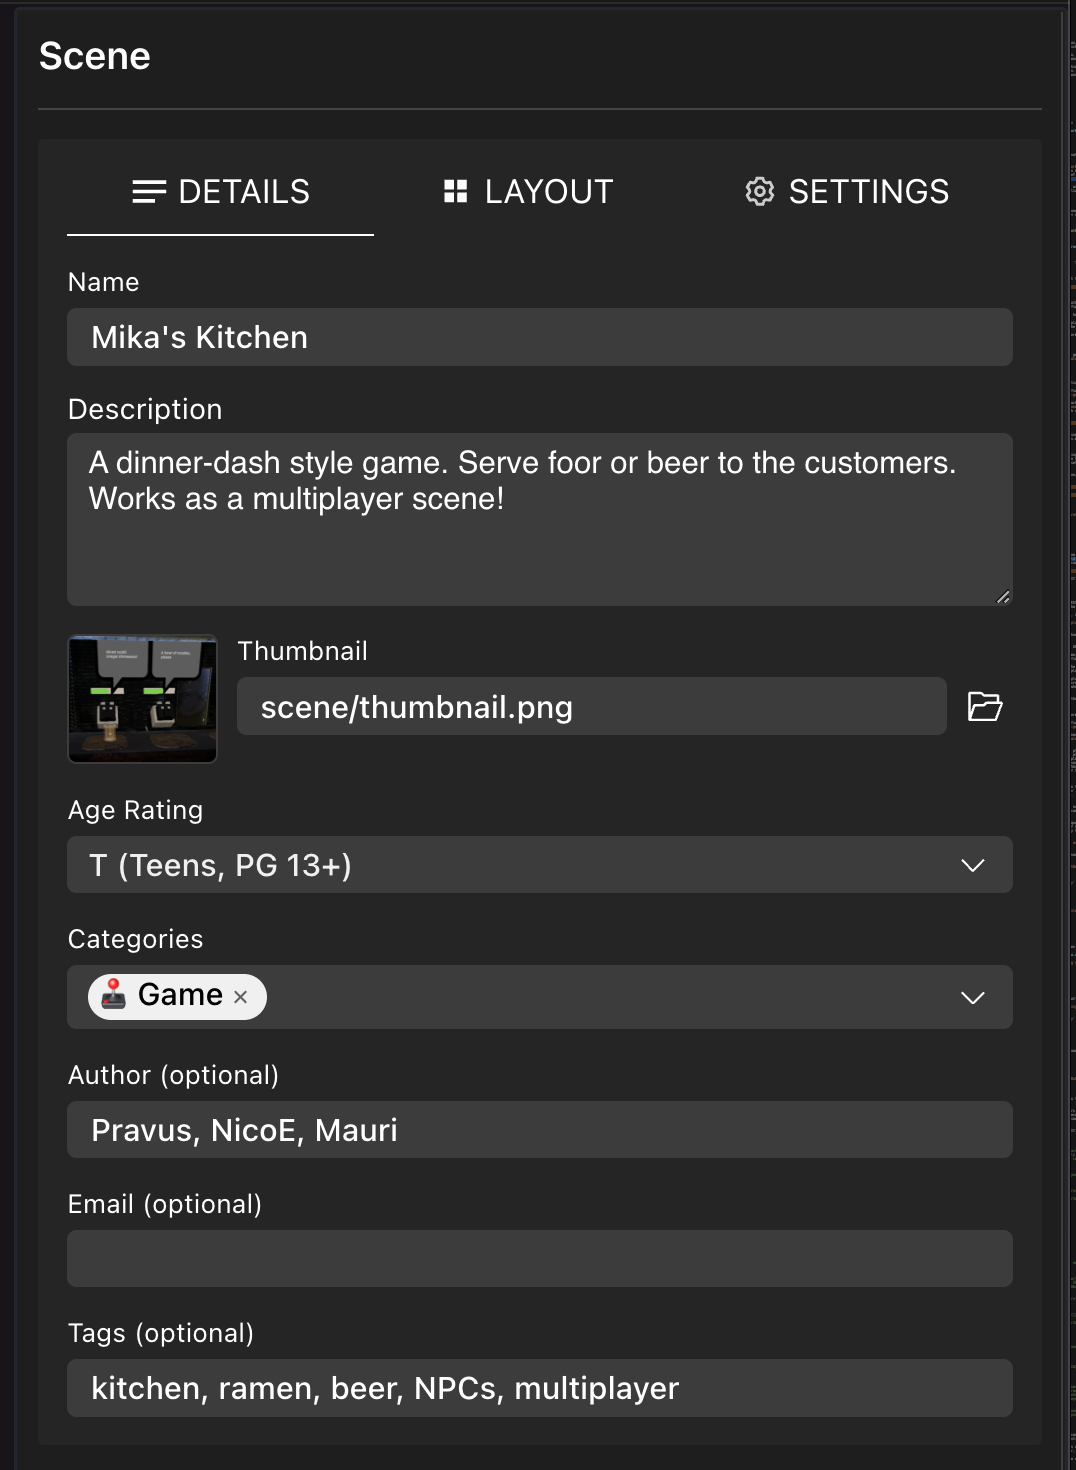 Scene
DETAILS
LAYOUT
SETTINGS
Name
Mika's Kitchen
Description
A dinner-dash style game. Serve foor or beer to the customers.
Works as a multiplayer scene!
Thumbnail
scene/thumbnail.png
Age Rating
T (Teens, PG 13+)
Categories
Game ×
Author (optional)
Pravus, NicoE, Mauri
Email (optional)
Tags (optional)
kitchen, ramen, beer, NPCs, multiplayer